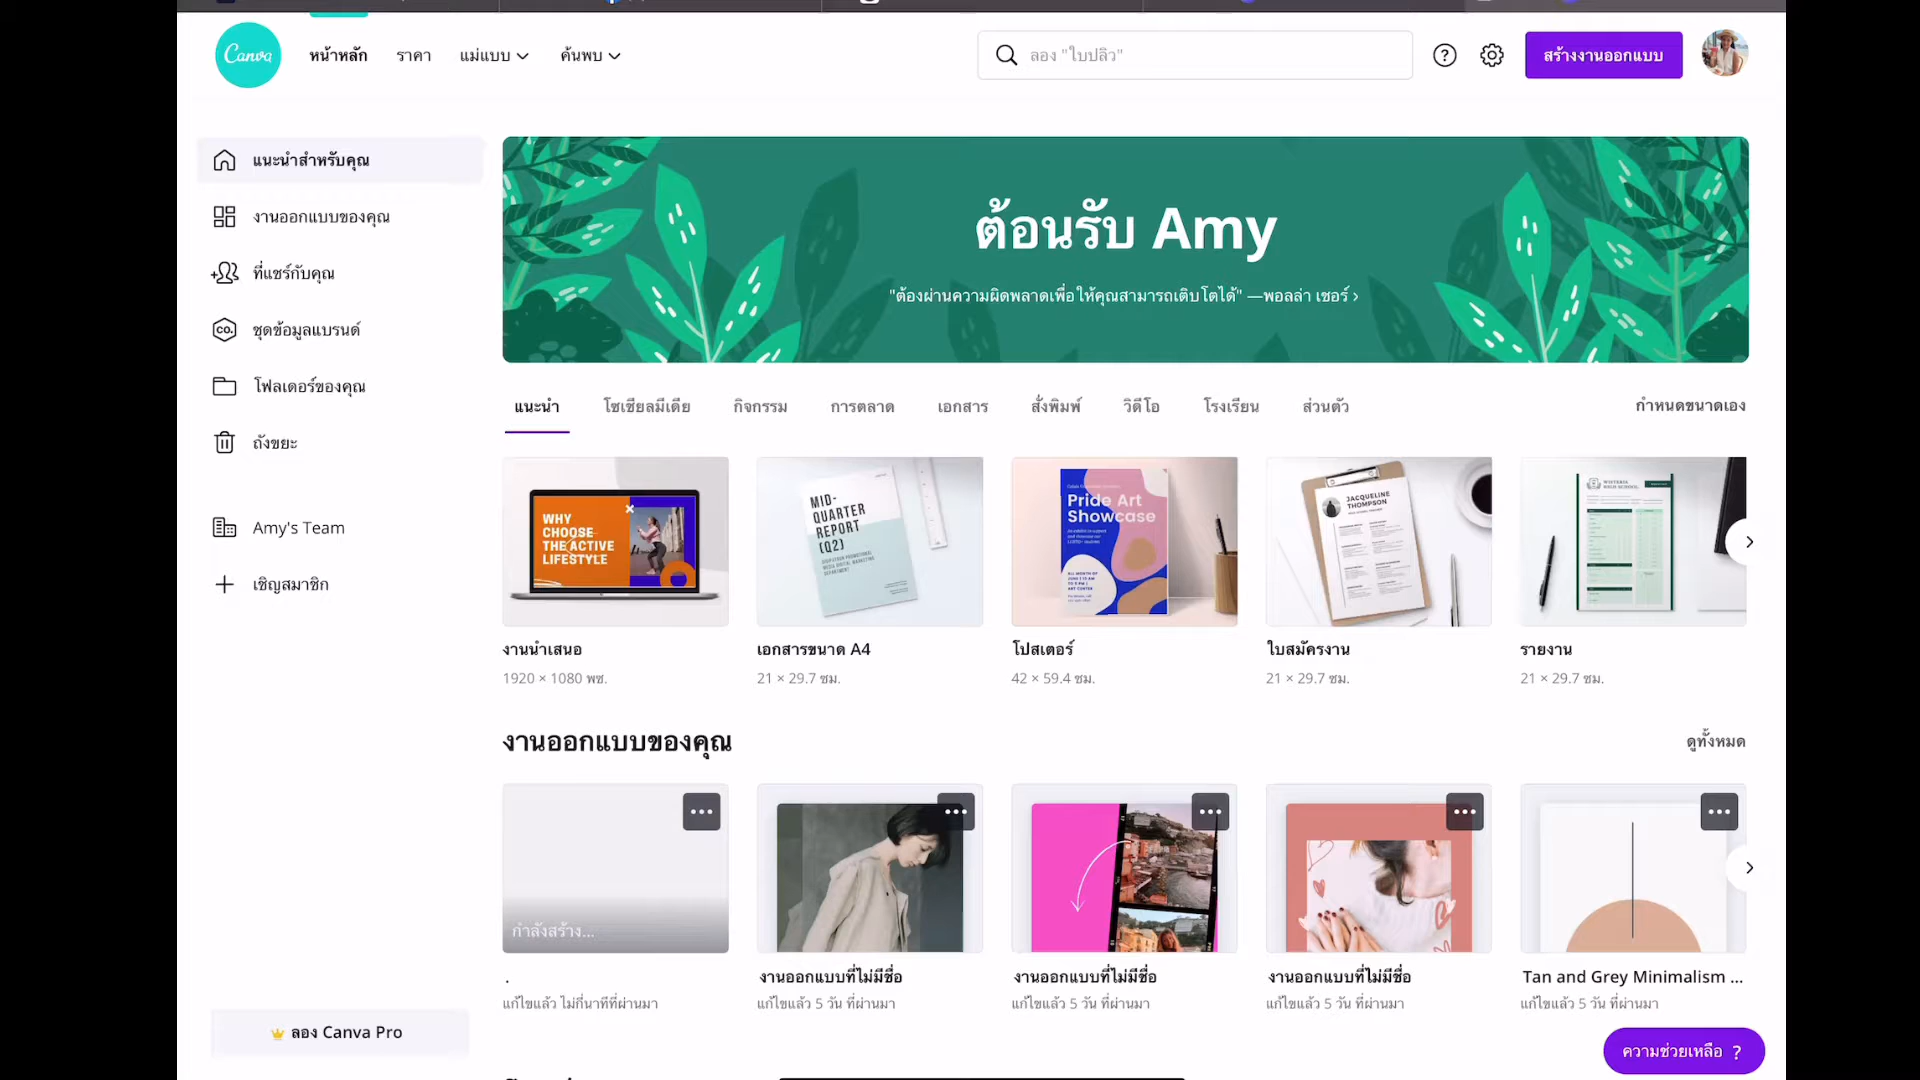 Canva
หน้าหลัก
ราคา
แม่แบบ
ค้นพบ
ลอง "ใบปลิว"
สร้างงานออกแบบ
แนะนำสำหรับคุณ
งานออกแบบของคุณ
ที่แชร์กับคุณ
ชุดข้อมูลแบรนด์
โฟลเดอร์ของคุณ
ถังขยะ
Amy's Team
เชิญสมาชิก
ลอง Canva Pro
ต้อนรับ Amy
"ต้องผ่านความผิดพลาดเพื่อให้คุณสามารถเติบโตได้" —พอลล่า เชอร์ ›
แนะนำ
โซเชียลมีเดีย
กิจกรรม
การตลาด
เอกสาร
สั่งพิมพ์
วิดีโอ
โรงเรียน
ส่วนตัว
กำหนดขนาดเอง
WHY
CHOOSE
THE ACTIVE
LIFESTYLE
MID-
QUARTER
REPORT
(Q2)
Pride Art
Showcase
JACQUELINE
THOMPSON
งานนำเสนอ
1920 × 1080 พซ.
เอกสารขนาด A4
21 × 29.7 ซม.
โปสเตอร์
42 × 59.4 ซม.
ใบสมัครงาน
21 × 29.7 ซม.
รายงาน
21 × 29.7 ซม.
งานออกแบบของคุณ
ดูทั้งหมด
กำลังสร้าง...
.
แก้ไขแล้ว ไม่กี่นาทีที่ผ่านมา
งานออกแบบที่ไม่มีชื่อ
แก้ไขแล้ว 5 วัน ที่ผ่านมา
งานออกแบบที่ไม่มีชื่อ
แก้ไขแล้ว 5 วัน ที่ผ่านมา
งานออกแบบที่ไม่มีชื่อ
แก้ไขแล้ว 5 วัน ที่ผ่านมา
Tan and Grey Minimalism ...
แก้ไขแล้ว 5 วัน ที่ผ่านมา
ความช่วยเหลือ ?